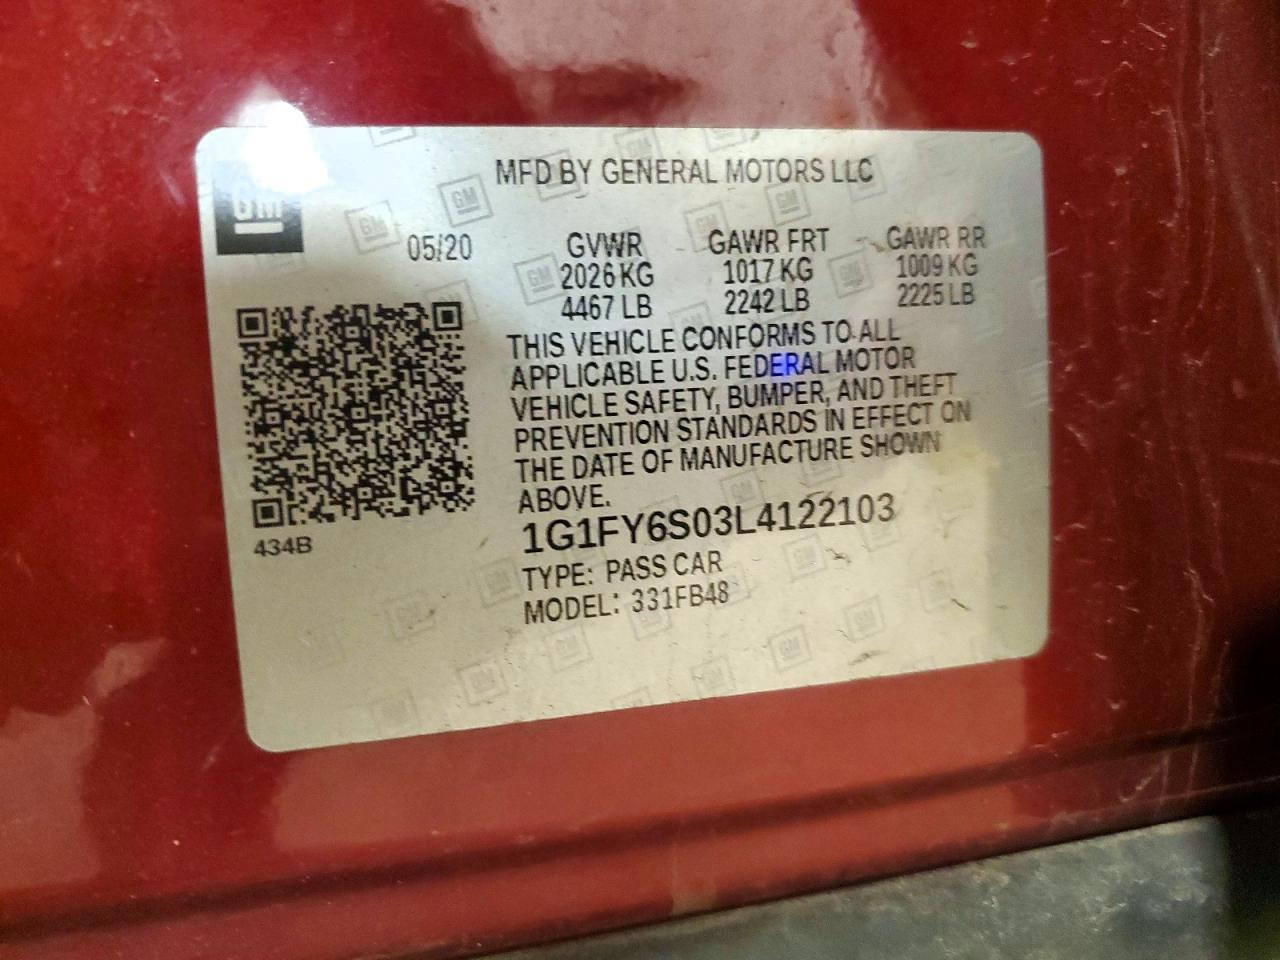 MFD BY GENERAL MOTORS LLC
GM
05/20 GVWR GAWR FRT GAWR RR
2026 KG 1017 KG 1009 KG
4467 LB 2242 LB 2225 LB
THIS VEHICLE CONFORMS TO ALL
APPLICABLE U.S. FEDERAL MOTOR
VEHICLE SAFETY, BUMPER, AND THEFT
PREVENTION STANDARDS IN EFFECT ON
THE DATE OF MANUFACTURE SHOWN
ABOVE.
1G1FY6S03L4122103
434B
TYPE: PASS CAR
MODEL: 331FB48